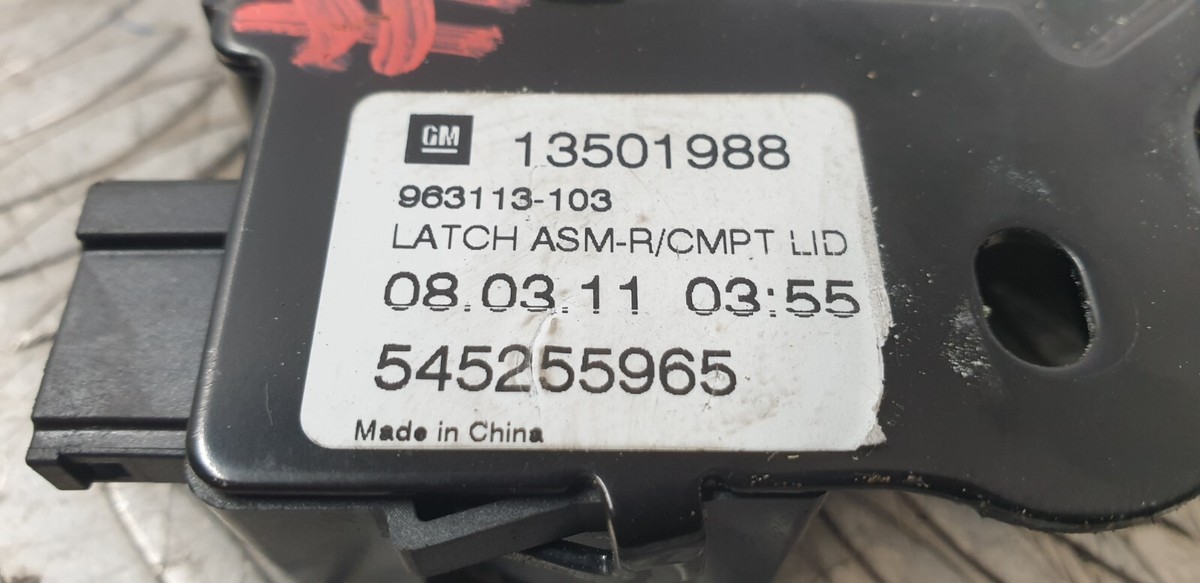 GM 13501988
963113-103
LATCH ASM-R/CMPT LID
08.03.11 03:55
545255965
Made in China